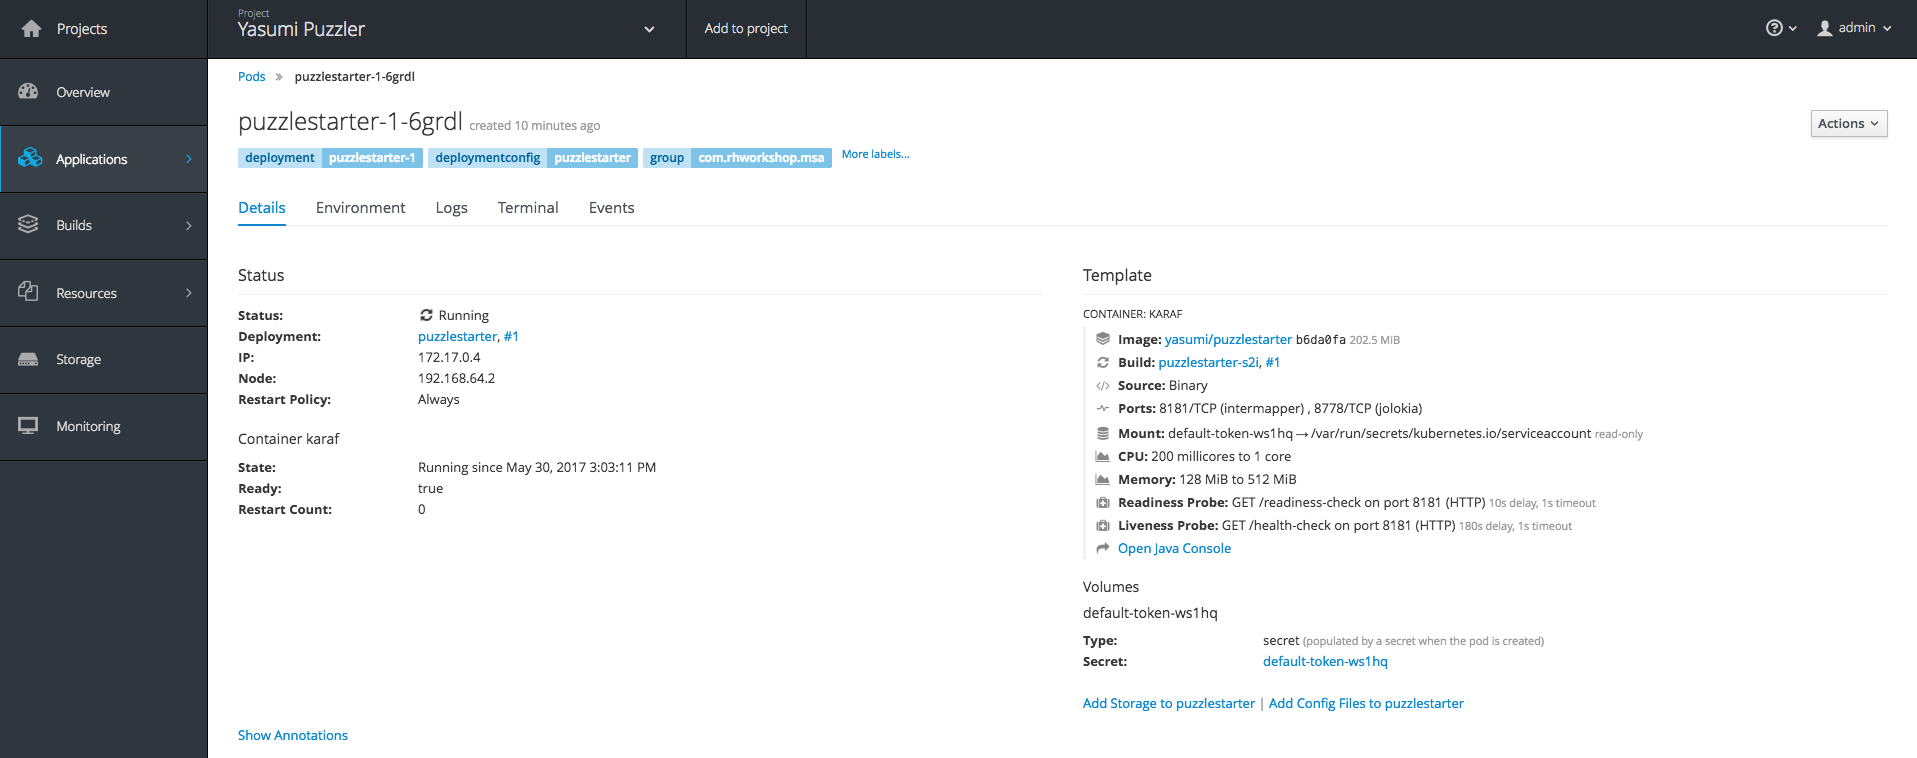 Projects
Project
Yasumi Puzzler
Add to project
admin
Overview
Applications
Builds
Resources
Storage
Monitoring
Pods » puzzlestarter-1-6grdl
puzzlestarter-1-6grdl created 10 minutes ago
Actions
deployment puzzlestarter-1 deploymentconfig puzzlestarter group com.rhworkshop.msa More labels...
Details Environment Logs Terminal Events
Status
Status: Running
Deployment: puzzlestarter, #1
IP: 172.17.0.4
Node: 192.168.64.2
Restart Policy: Always
Container karaf
State: Running since May 30, 2017 3:03:11 PM
Ready: true
Restart Count: 0
Show Annotations
Template
CONTAINER: KARAF
Image: yasumi/puzzlestarter b6da0fa 202.5 MiB
Build: puzzlestarter-s2i, #1
Source: Binary
Ports: 8181/TCP (intermapper) , 8778/TCP (jolokia)
Mount: default-token-ws1hq → /var/run/secrets/kubernetes.io/serviceaccount read-only
CPU: 200 millicores to 1 core
Memory: 128 MiB to 512 MiB
Readiness Probe: GET /readiness-check on port 8181 (HTTP) 10s delay, 1s timeout
Liveness Probe: GET /health-check on port 8181 (HTTP) 180s delay, 1s timeout
Open Java Console
Volumes
default-token-ws1hq
Type: secret (populated by a secret when the pod is created)
Secret: default-token-ws1hq
Add Storage to puzzlestarter | Add Config Files to puzzlestarter